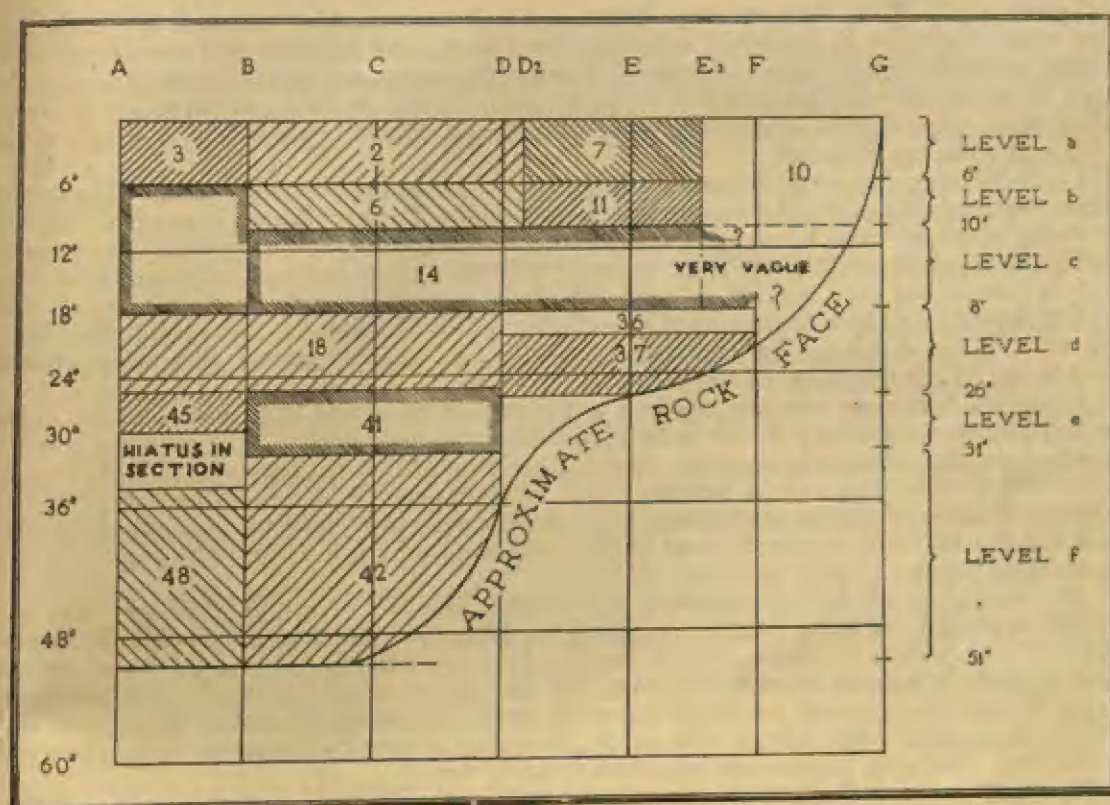 A B C D D2 E E3 F G
3 2 7 10
LEVEL a
6" 6"
6 11
LEVEL b
10"
12"
14 VERY VAGUE
LEVEL c
?
?
18" 8"
36
18 37
LEVEL d
24"
26"
45 41
LEVEL e
30"
31"
HIATUS IN
SECTION
36"
APPROXIMATE ROCK FACE
48 42
LEVEL f
48"
51"
60"